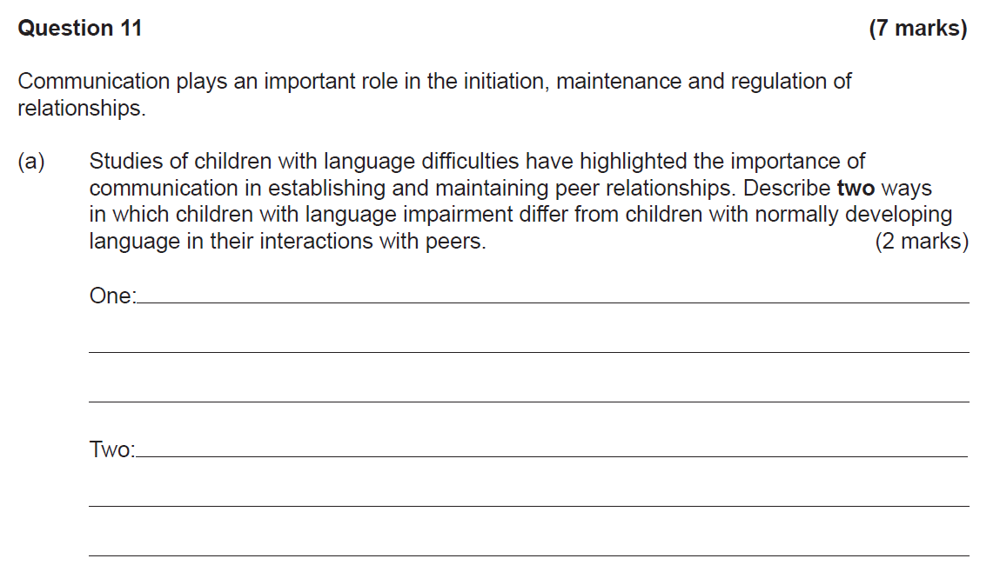 Question 11 (7 marks)
Communication plays an important role in the initiation, maintenance and regulation of
relationships.
(a) Studies of children with language difficulties have highlighted the importance of
communication in establishing and maintaining peer relationships. Describe two ways
in which children with language impairment differ from children with normally developing
language in their interactions with peers. (2 marks)
One:
Two: